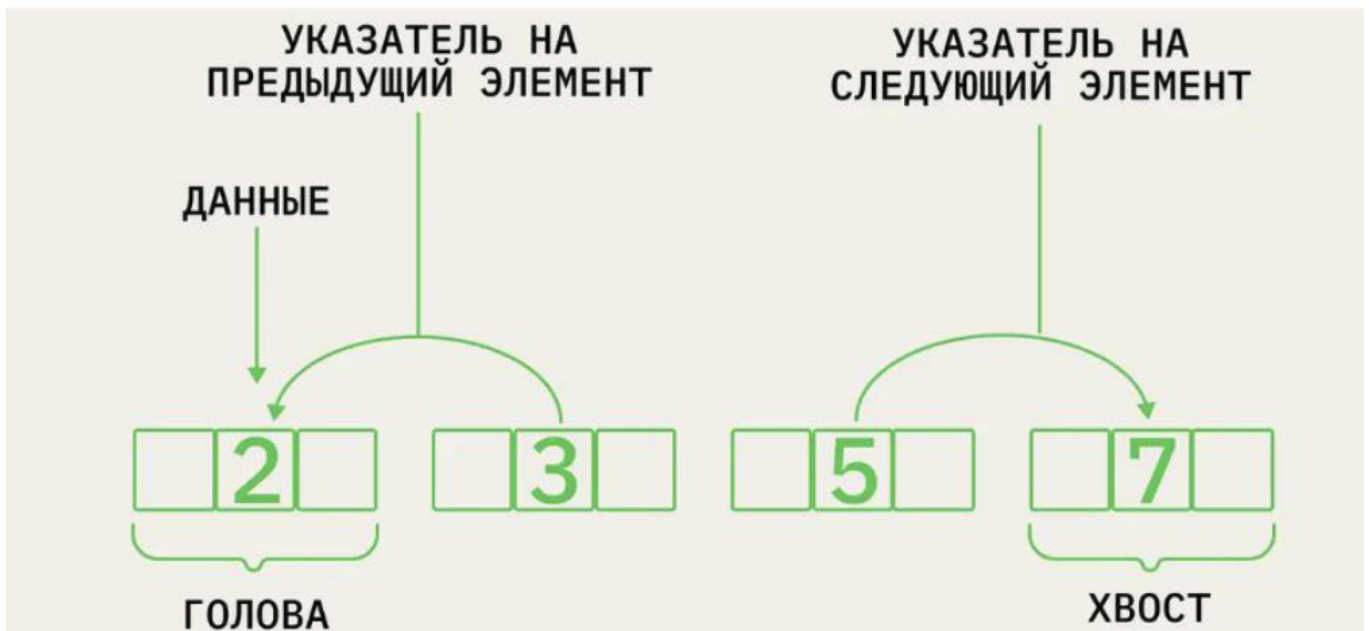 УКАЗАТЕЛЬ НА
ПРЕДЫДУЩИЙ ЭЛЕМЕНТ
УКАЗАТЕЛЬ НА
СЛЕДУЮЩИЙ ЭЛЕМЕНТ
ДАННЫЕ
2
3
5
7
ГОЛОВА
ХВОСТ